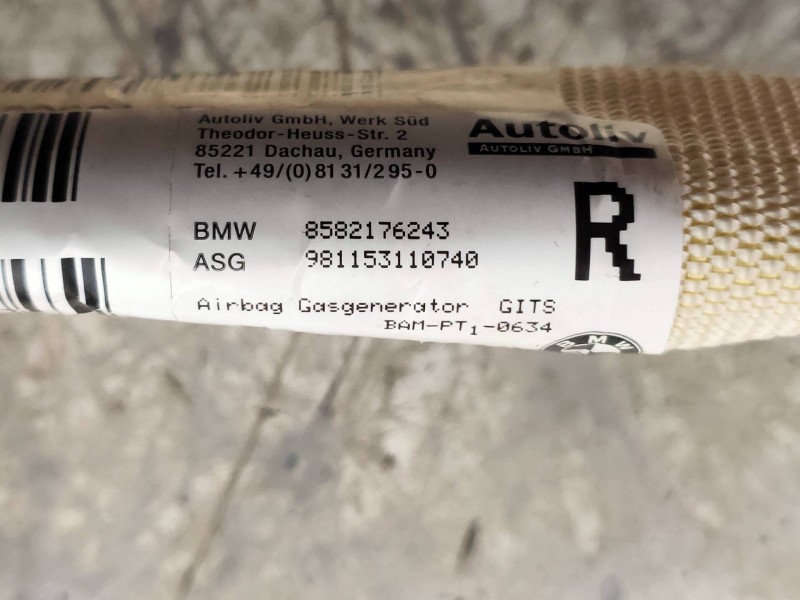 Autoliv GmbH, Werk Süd
Theodor-Heuss-Str. 2
85221 Dachau, Germany
Tel. +49/(0)8131/295-0
Autoliv
AUTOLIV GMBH
R
BMW 8582176243
ASG 981153110740
Airbag Gasgenerator GITS
BAM-PT1-0634
BMW